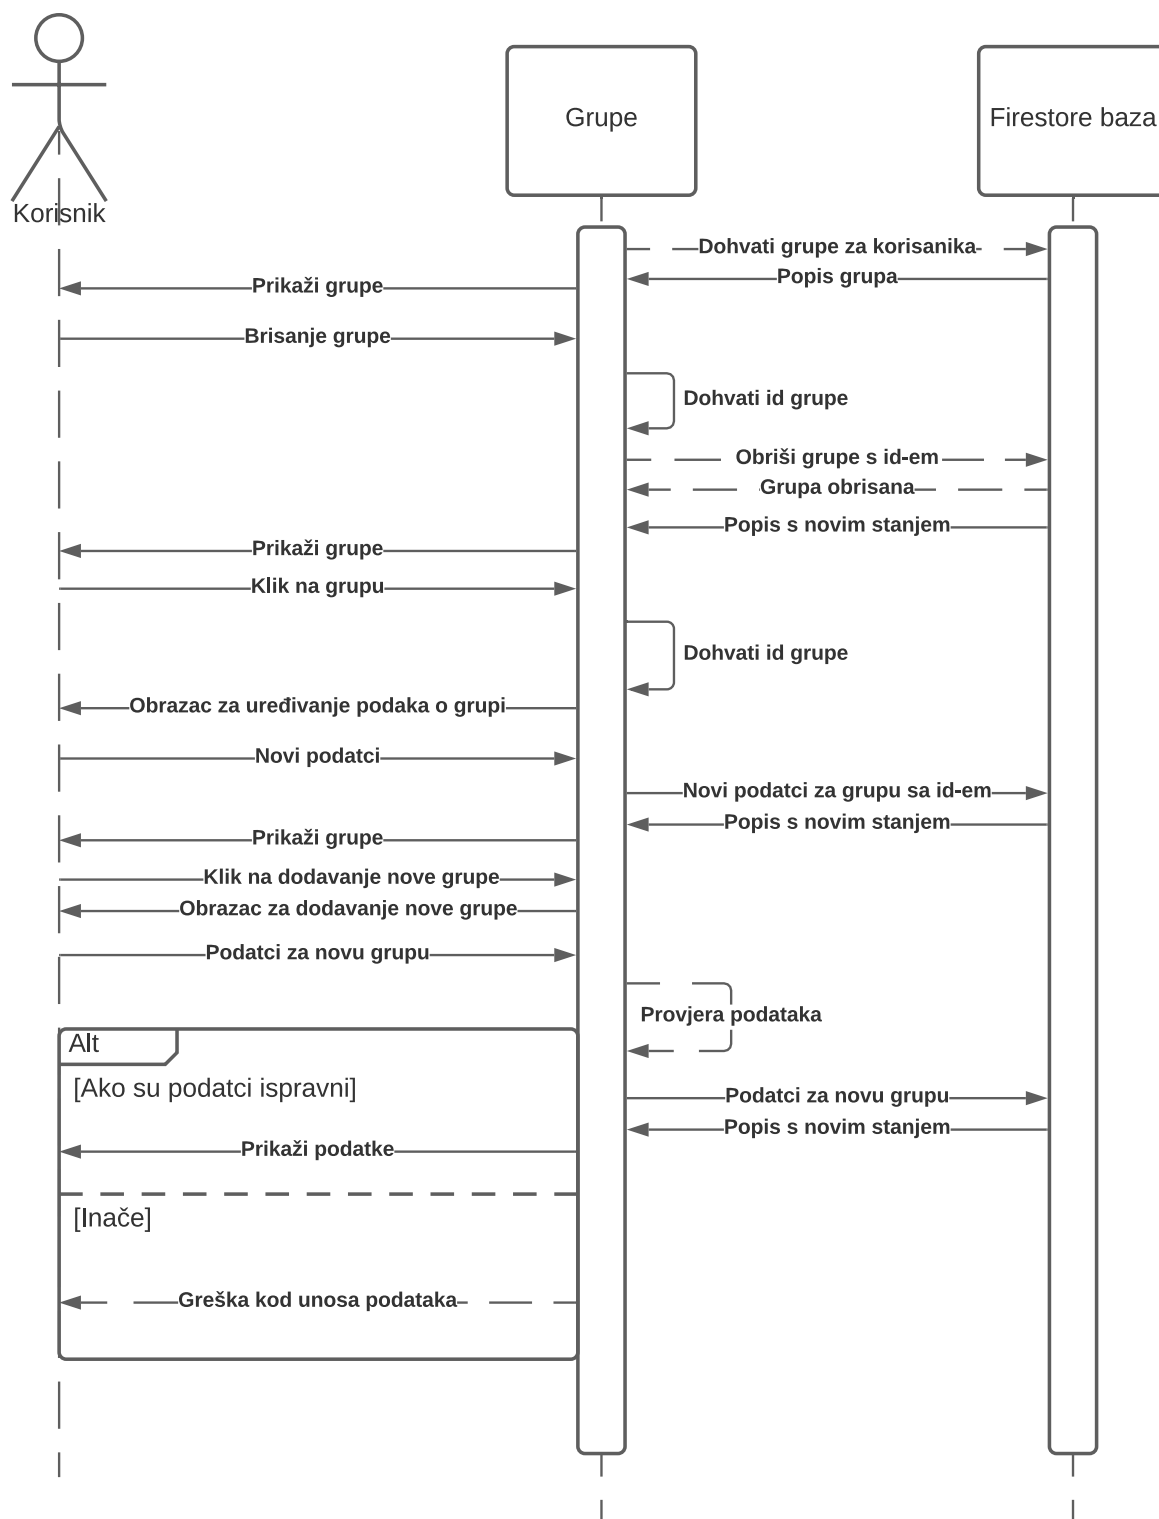 Grupe
Firestore baza
Korisnik
Dohvati grupe za korisanika
Popis grupa
Prikaži grupe
Brisanje grupe
Dohvati id grupe
Obriši grupe s id-em
Grupa obrisana
Popis s novim stanjem
Prikaži grupe
Klik na grupu
Dohvati id grupe
Obrazac za uređivanje podaka o grupi
Novi podatci
Novi podatci za grupu sa id-em
Popis s novim stanjem
Prikaži grupe
Klik na dodavanje nove grupe
Obrazac za dodavanje nove grupe
Podatci za novu grupu
Provjera podataka
Alt
[Ako su podatci ispravni]
Podatci za novu grupu
Popis s novim stanjem
Prikaži podatke
[Inače]
Greška kod unosa podataka